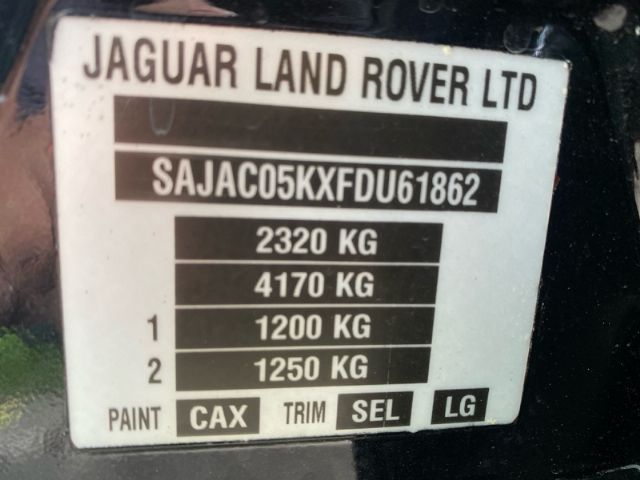 JAGUAR LAND ROVER LTD
SAJAC05KXFDU61862
2320 KG
4170 KG
1 1200 KG
2 1250 KG
PAINT CAX TRIM SEL LG